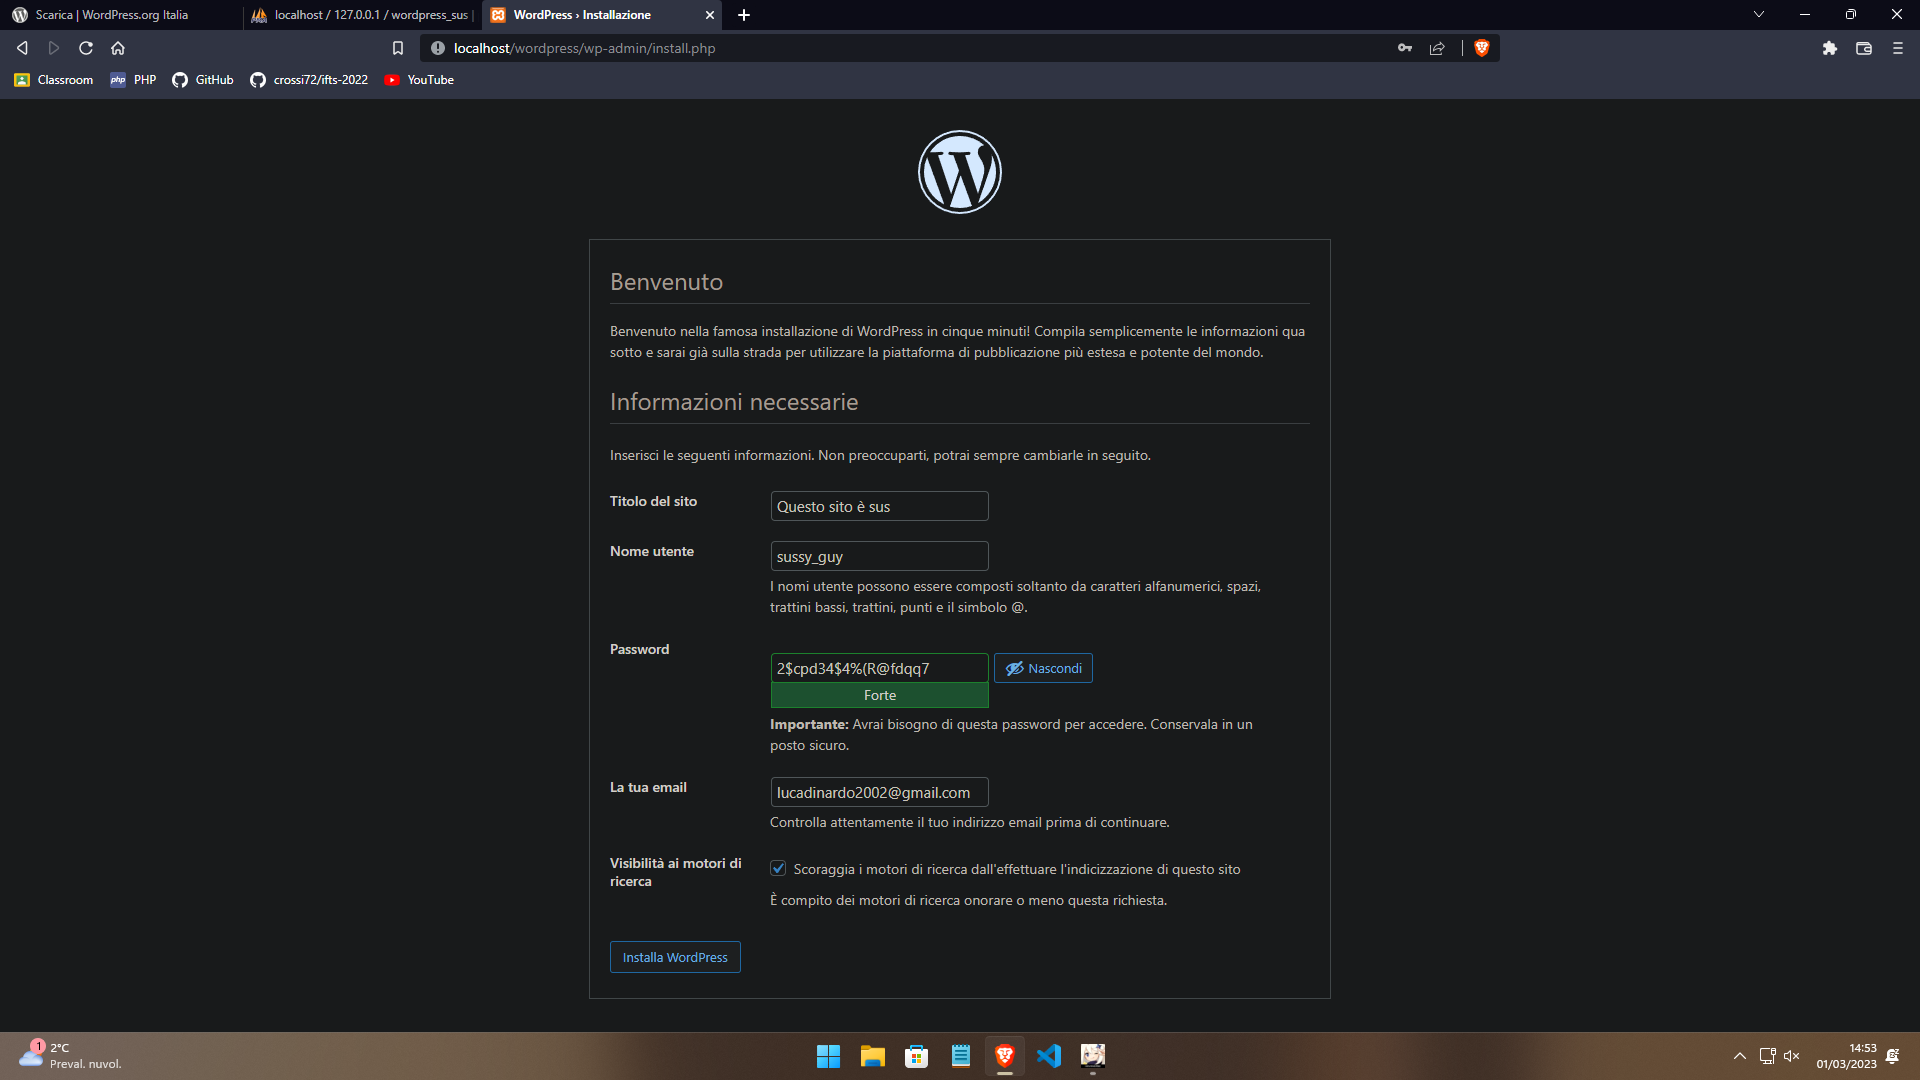 Scarica | WordPress.org Italia
localhost / 127.0.0.1 / wordpress_sus |
WordPress › Installazione
localhost/wordpress/wp-admin/install.php
Classroom
php PHP
GitHub
crossi72/ifts-2022
YouTube
Benvenuto
Benvenuto nella famosa installazione di WordPress in cinque minuti! Compila semplicemente le informazioni qua
sotto e sarai già sulla strada per utilizzare la piattaforma di pubblicazione più estesa e potente del mondo.
Informazioni necessarie
Inserisci le seguenti informazioni. Non preoccuparti, potrai sempre cambiarle in seguito.
Titolo del sito
Questo sito è sus
Nome utente
sussy_guy
I nomi utente possono essere composti soltanto da caratteri alfanumerici, spazi,
trattini bassi, trattini, punti e il simbolo @.
Password
2$cpd34$4%(R@fdqq7
Nascondi
Forte
Importante: Avrai bisogno di questa password per accedere. Conservala in un
posto sicuro.
La tua email
lucadinardo2002@gmail.com
Controlla attentamente il tuo indirizzo email prima di continuare.
Visibilità ai motori di
ricerca
Scoraggia i motori di ricerca dall'effettuare l'indicizzazione di questo sito
È compito dei motori di ricerca onorare o meno questa richiesta.
Installa WordPress
1
2°C
Preval. nuvol.
14:53
01/03/2023